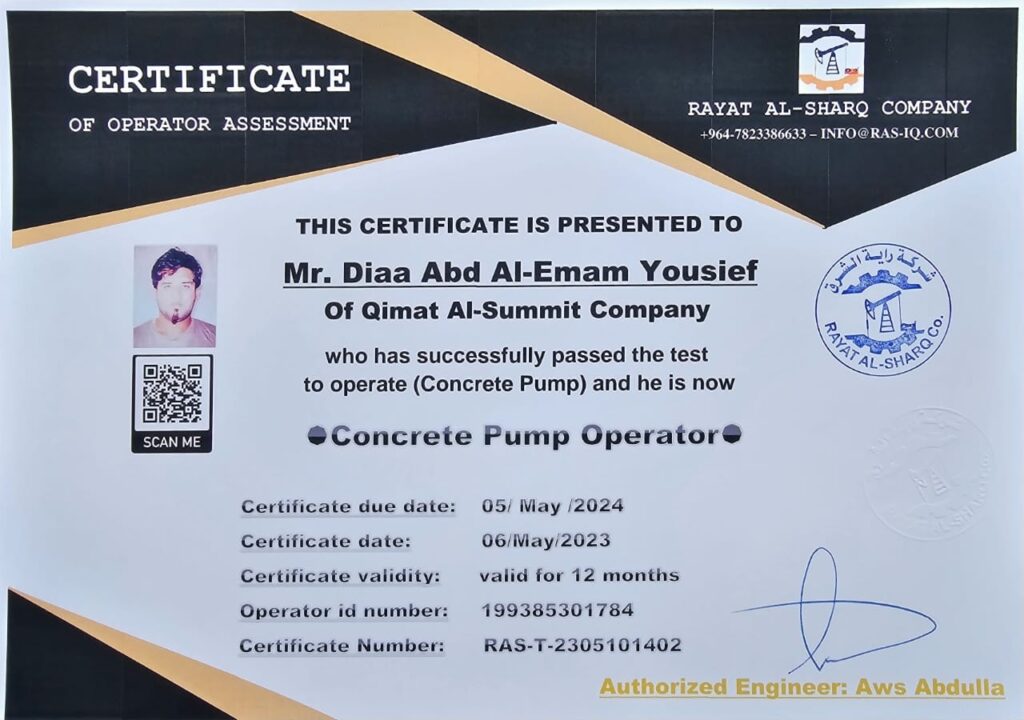 CERTIFICATE
OF OPERATOR ASSESSMENT
RAYAT AL-SHARQ COMPANY
+964-7823386633 – INFO@RAS-IQ.COM
THIS CERTIFICATE IS PRESENTED TO
Mr. Diaa Abd Al-Emam Yousief
Of Qimat Al-Summit Company
who has successfully passed the test
to operate (Concrete Pump) and he is now
Concrete Pump Operator
شركة راية الشرق
RAYAT AL-SHARQ Co.
SCAN ME
Certificate due date: 05/ May /2024
Certificate date: 06/May/2023
Certificate validity: valid for 12 months
Operator id number: 199385301784
Certificate Number: RAS-T-2305101402
Authorized Engineer: Aws Abdulla